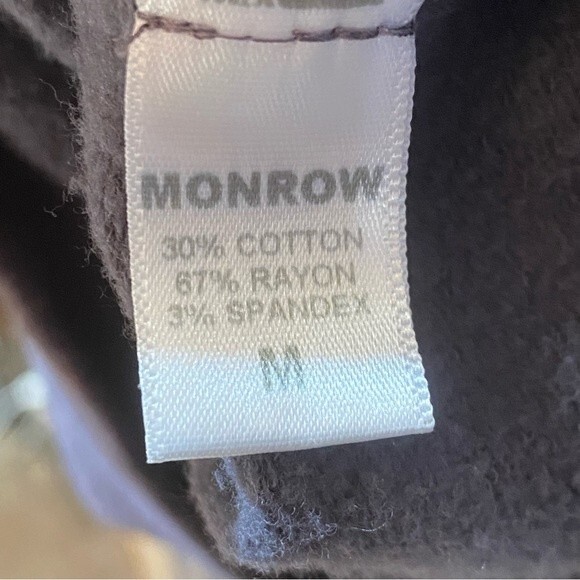 MONROW
30% COTTON
67% RAYON
3% SPANDEX
M